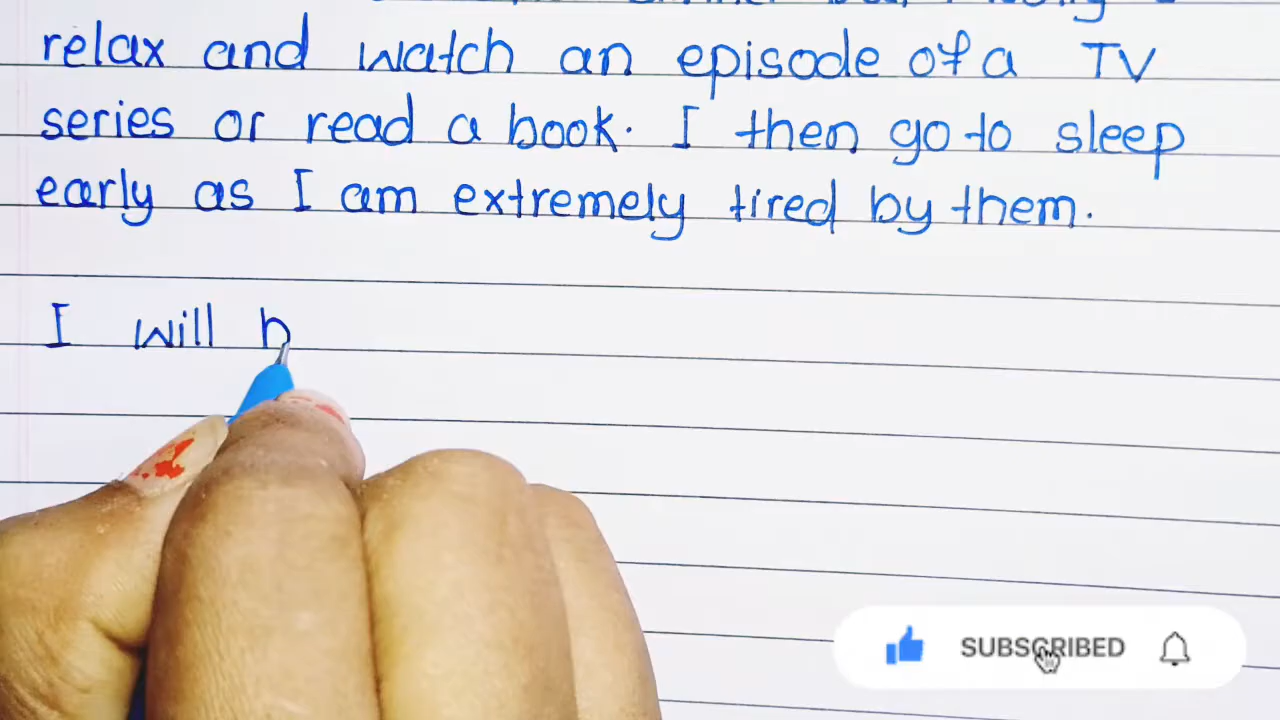 relax and watch an episode of a TV
series or read a book. I then go to sleep
early as I am extremely tired by them.
I will
SUBSCRIBED